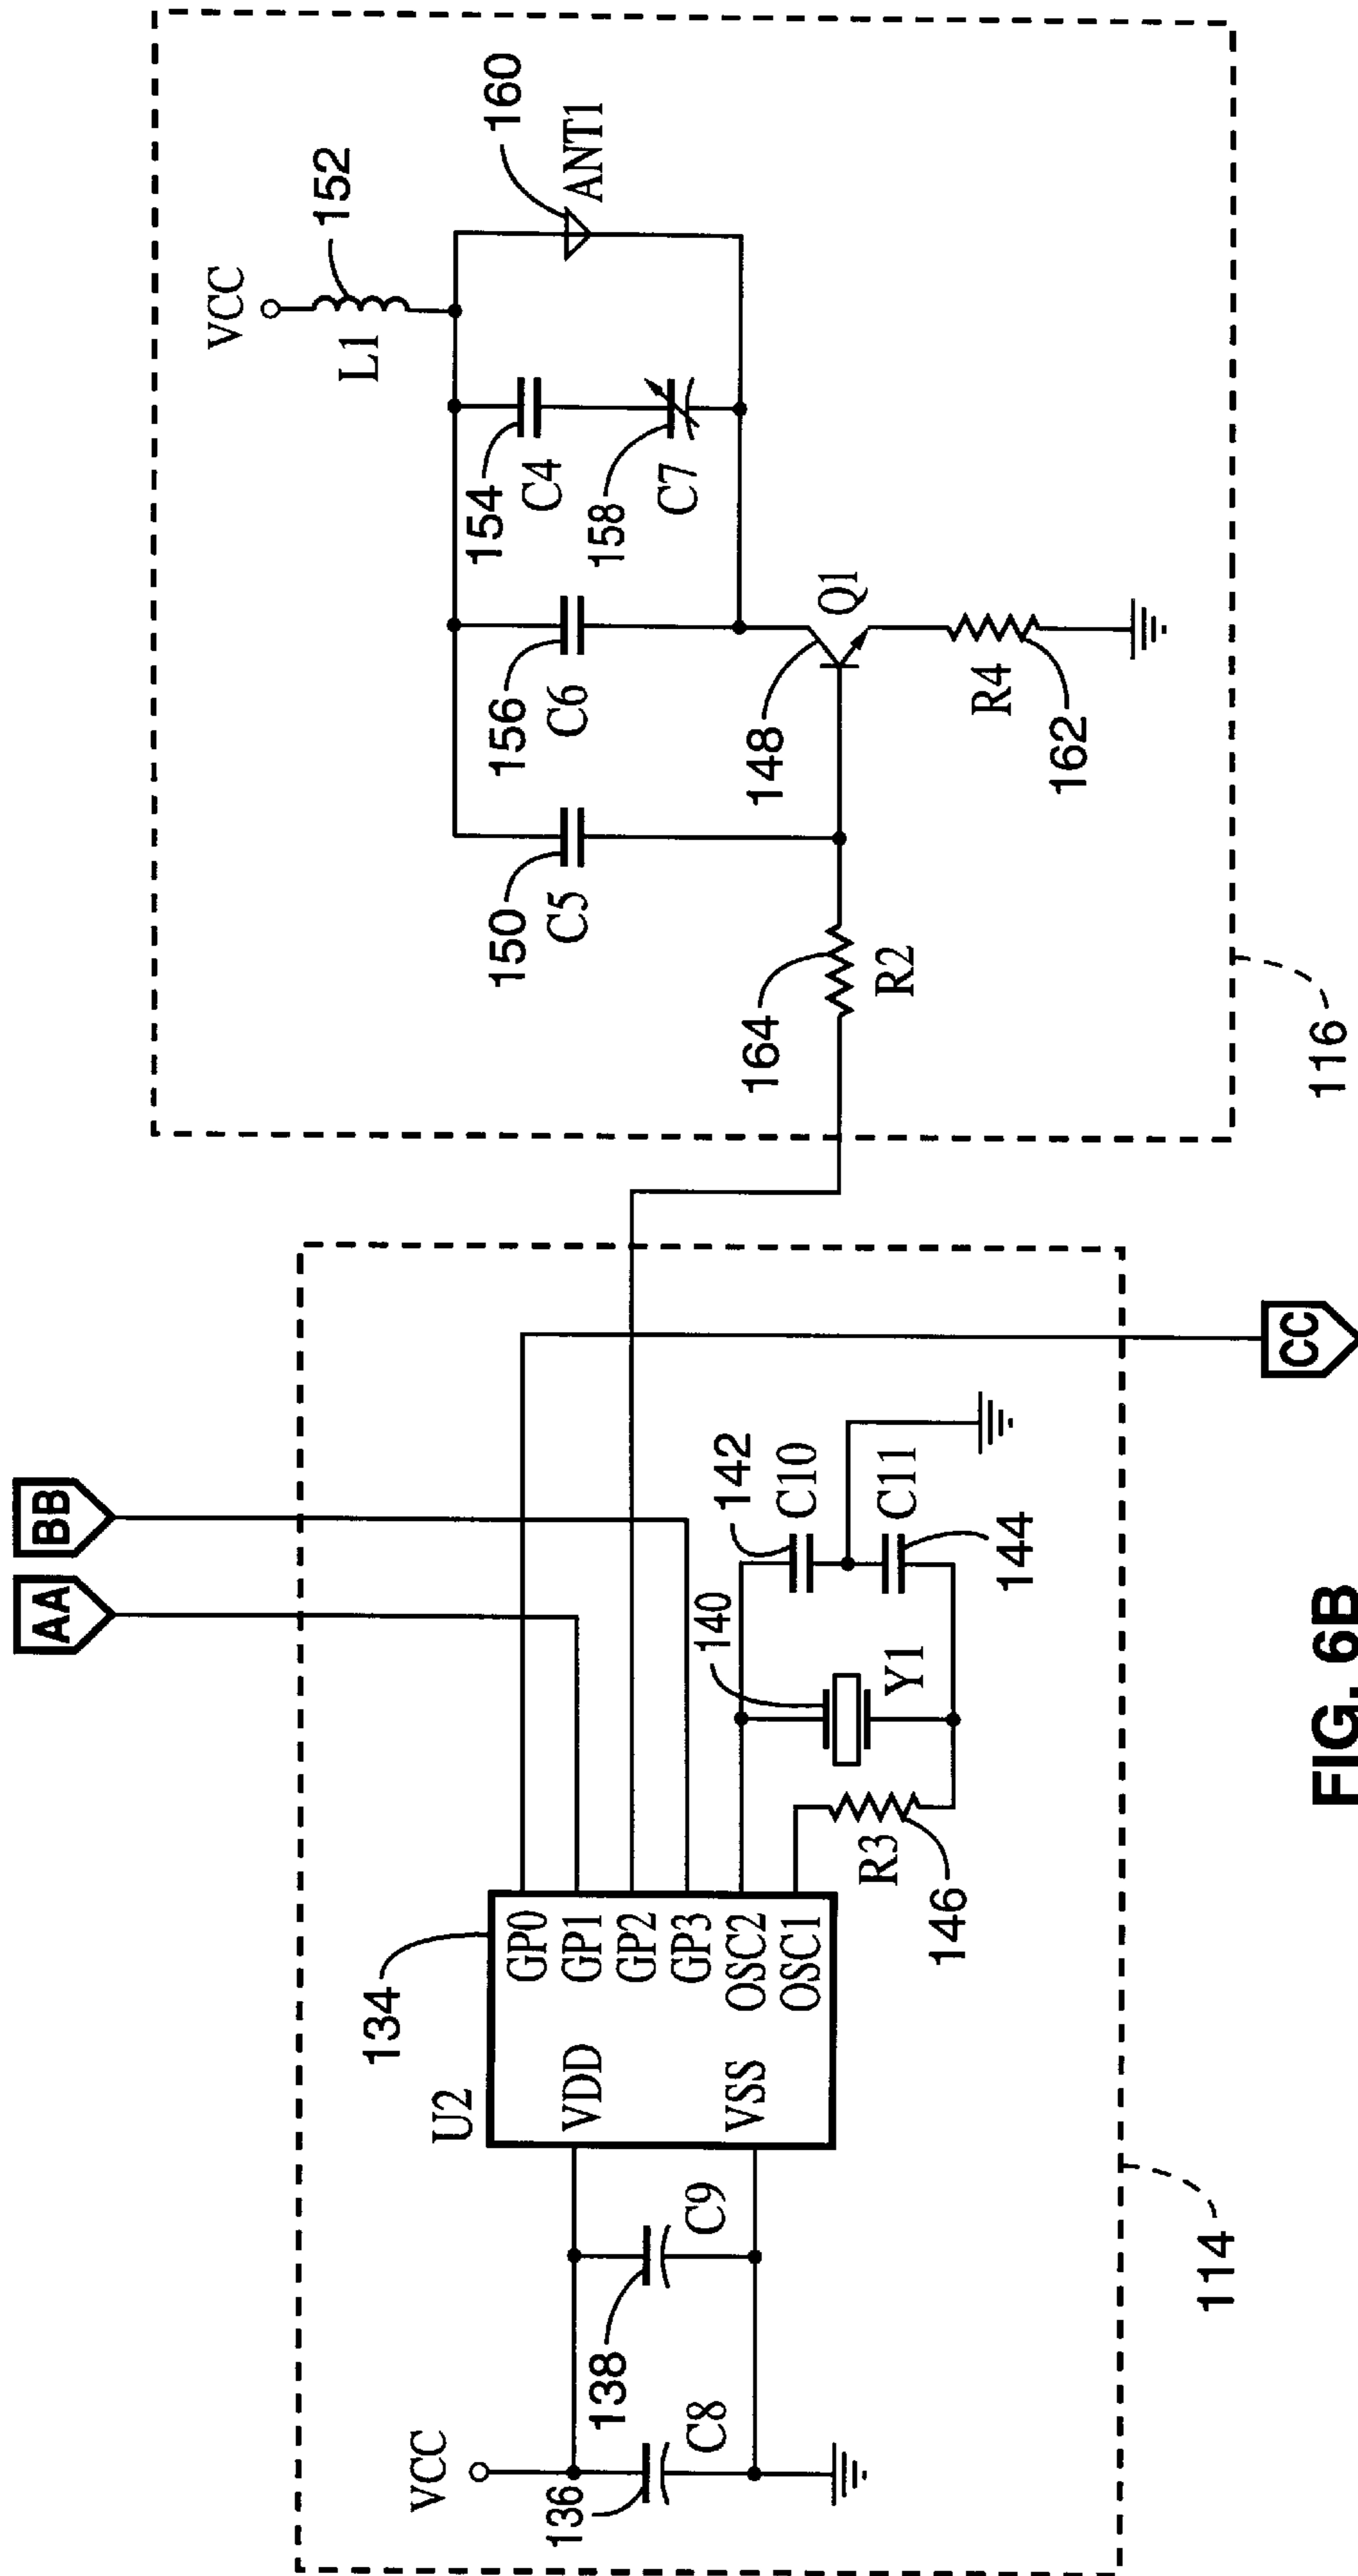 AA
BB
VCC
136
C8
138
C9
U2
134
VDD
VSS
GP0
GP1
GP2
GP3
OSC2
OSC1
R3
146
140
Y1
142
C10
C11
144
CC
114
VCC
L1
152
160
ANT1
150
C5
156
C6
154
C4
158
C7
148
Q1
R4
162
164
R2
116
FIG. 6B